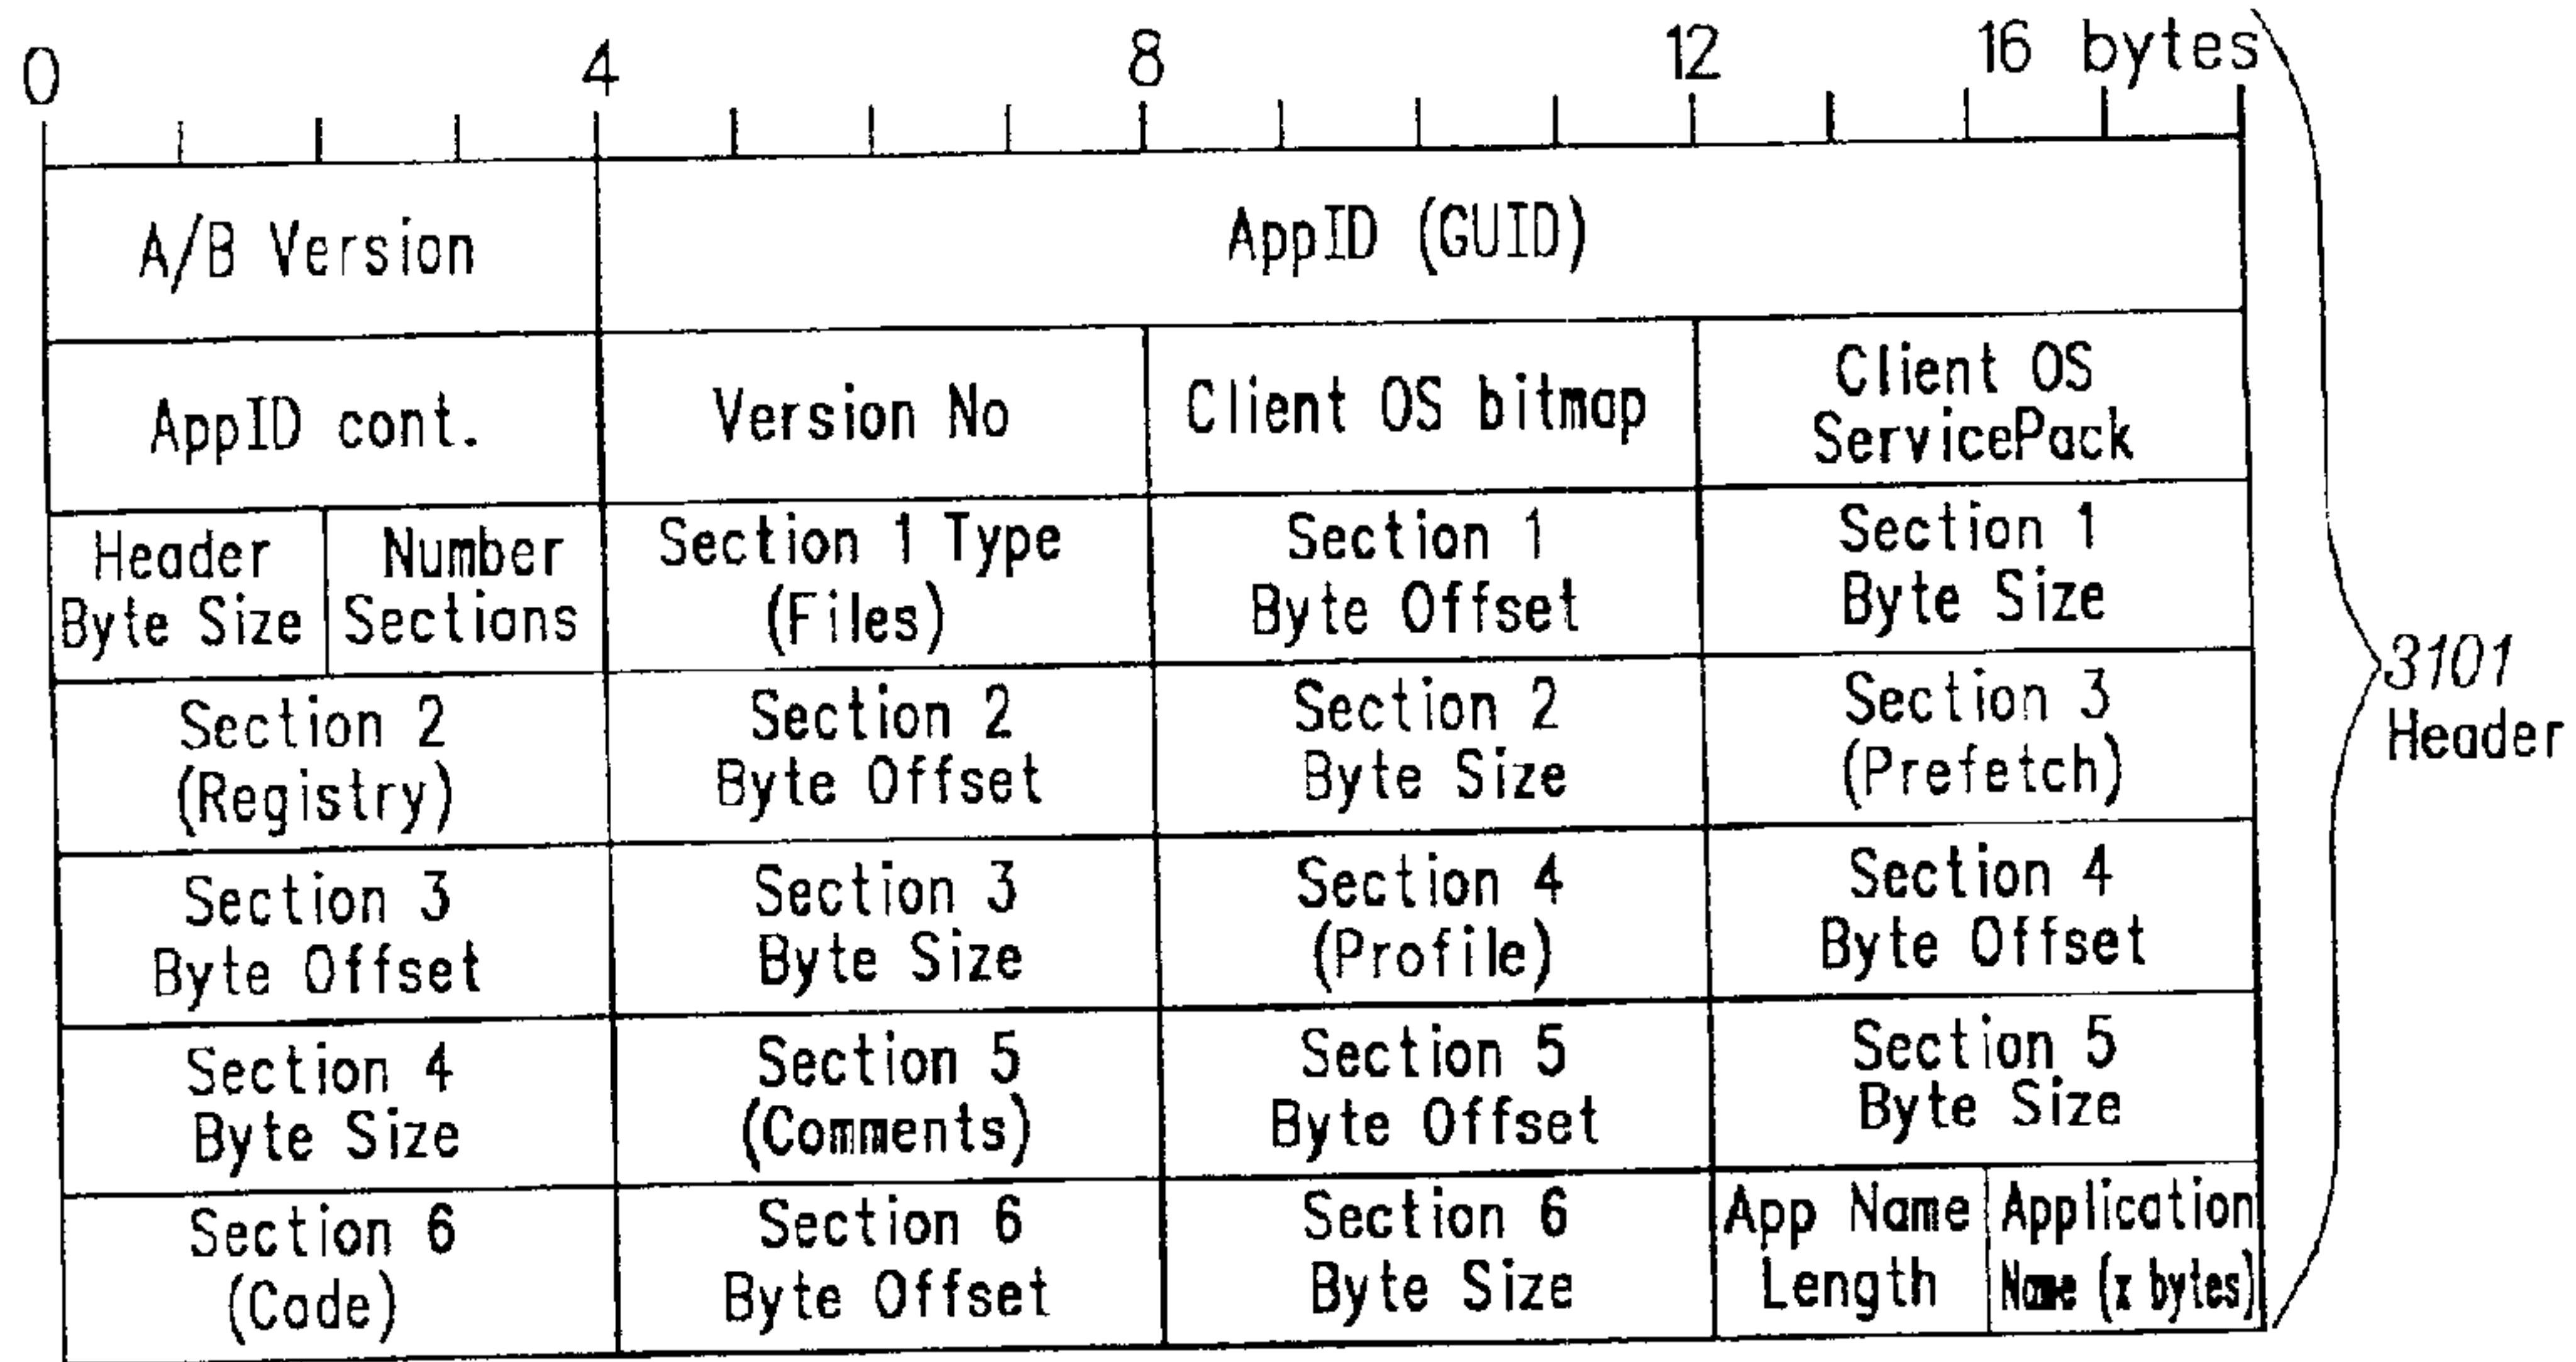 0 4 8 12 16 bytes
A/B Version
AppID (GUID)
AppID cont.
Version No
Client OS bitmap
Client OS
ServicePack
Header
Byte Size
Number
Sections
Section 1 Type
(Files)
Section 1
Byte Offset
Section 1
Byte Size
Section 2
(Registry)
Section 2
Byte Offset
Section 2
Byte Size
Section 3
(Prefetch)
Section 3
Byte Offset
Section 3
Byte Size
Section 4
(Profile)
Section 4
Byte Offset
Section 4
Byte Size
Section 5
(Comments)
Section 5
Byte Offset
Section 5
Byte Size
Section 6
(Code)
Section 6
Byte Offset
Section 6
Byte Size
App Name
Length
Application
Name (x bytes)
3101
Header